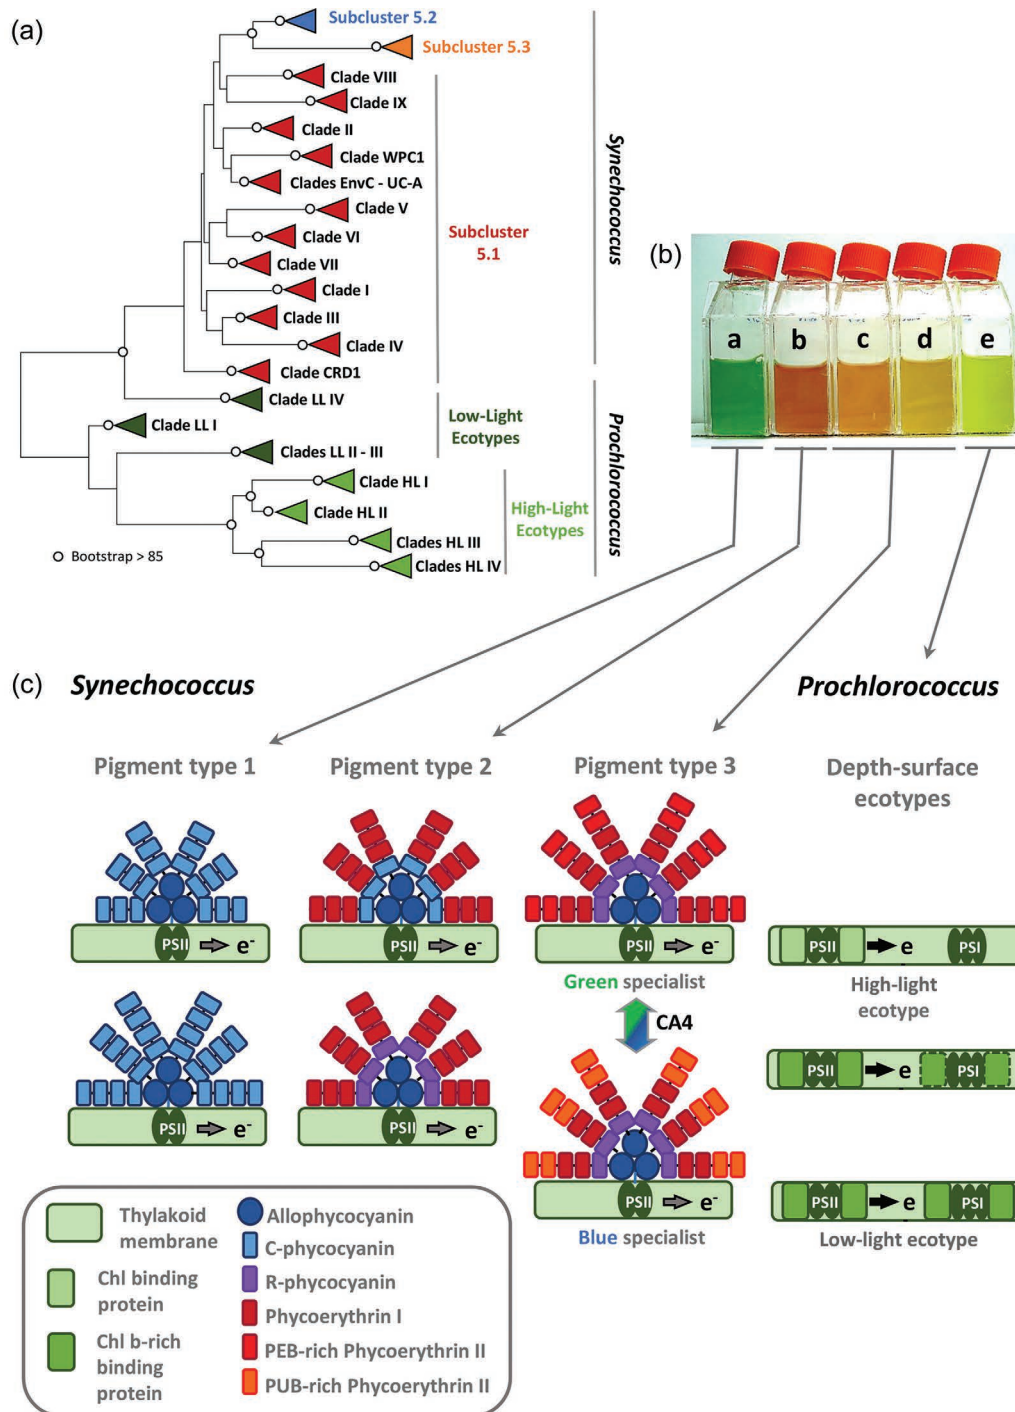 (a)
Subcluster 5.2
Subcluster 5.3
Clade VIII
Clade IX
Clade II
Clade WPC1
Clades EnvC - UC-A
Clade V
Clade VI
Clade VII
Clade I
Clade III
Clade IV
Clade CRD1
Clade LL IV
Clade LL I
Clades LL II - III
Clade HL I
Clade HL II
Clades HL III
Clades HL IV
Bootstrap > 85
Subcluster
5.1
Low-Light
Ecotypes
High-Light
Ecotypes
Synechococcus
Prochlorococcus
(b)
a b c d e
(c)
Synechococcus
Prochlorococcus
Pigment type 1
Pigment type 2
Pigment type 3
Depth-surface
ecotypes
PSII e-
PSII e-
PSII e-
PSII e PSI
Green specialist
High-light
ecotype
CA4
PSII e PSI
PSII e-
PSII e-
PSII e-
PSII e PSI
Blue specialist
Low-light ecotype
Thylakoid
membrane
Chl binding
protein
Chl b-rich
binding
protein
Allophycocyanin
C-phycocyanin
R-phycocyanin
Phycoerythrin I
PEB-rich Phycoerythrin II
PUB-rich Phycoerythrin II